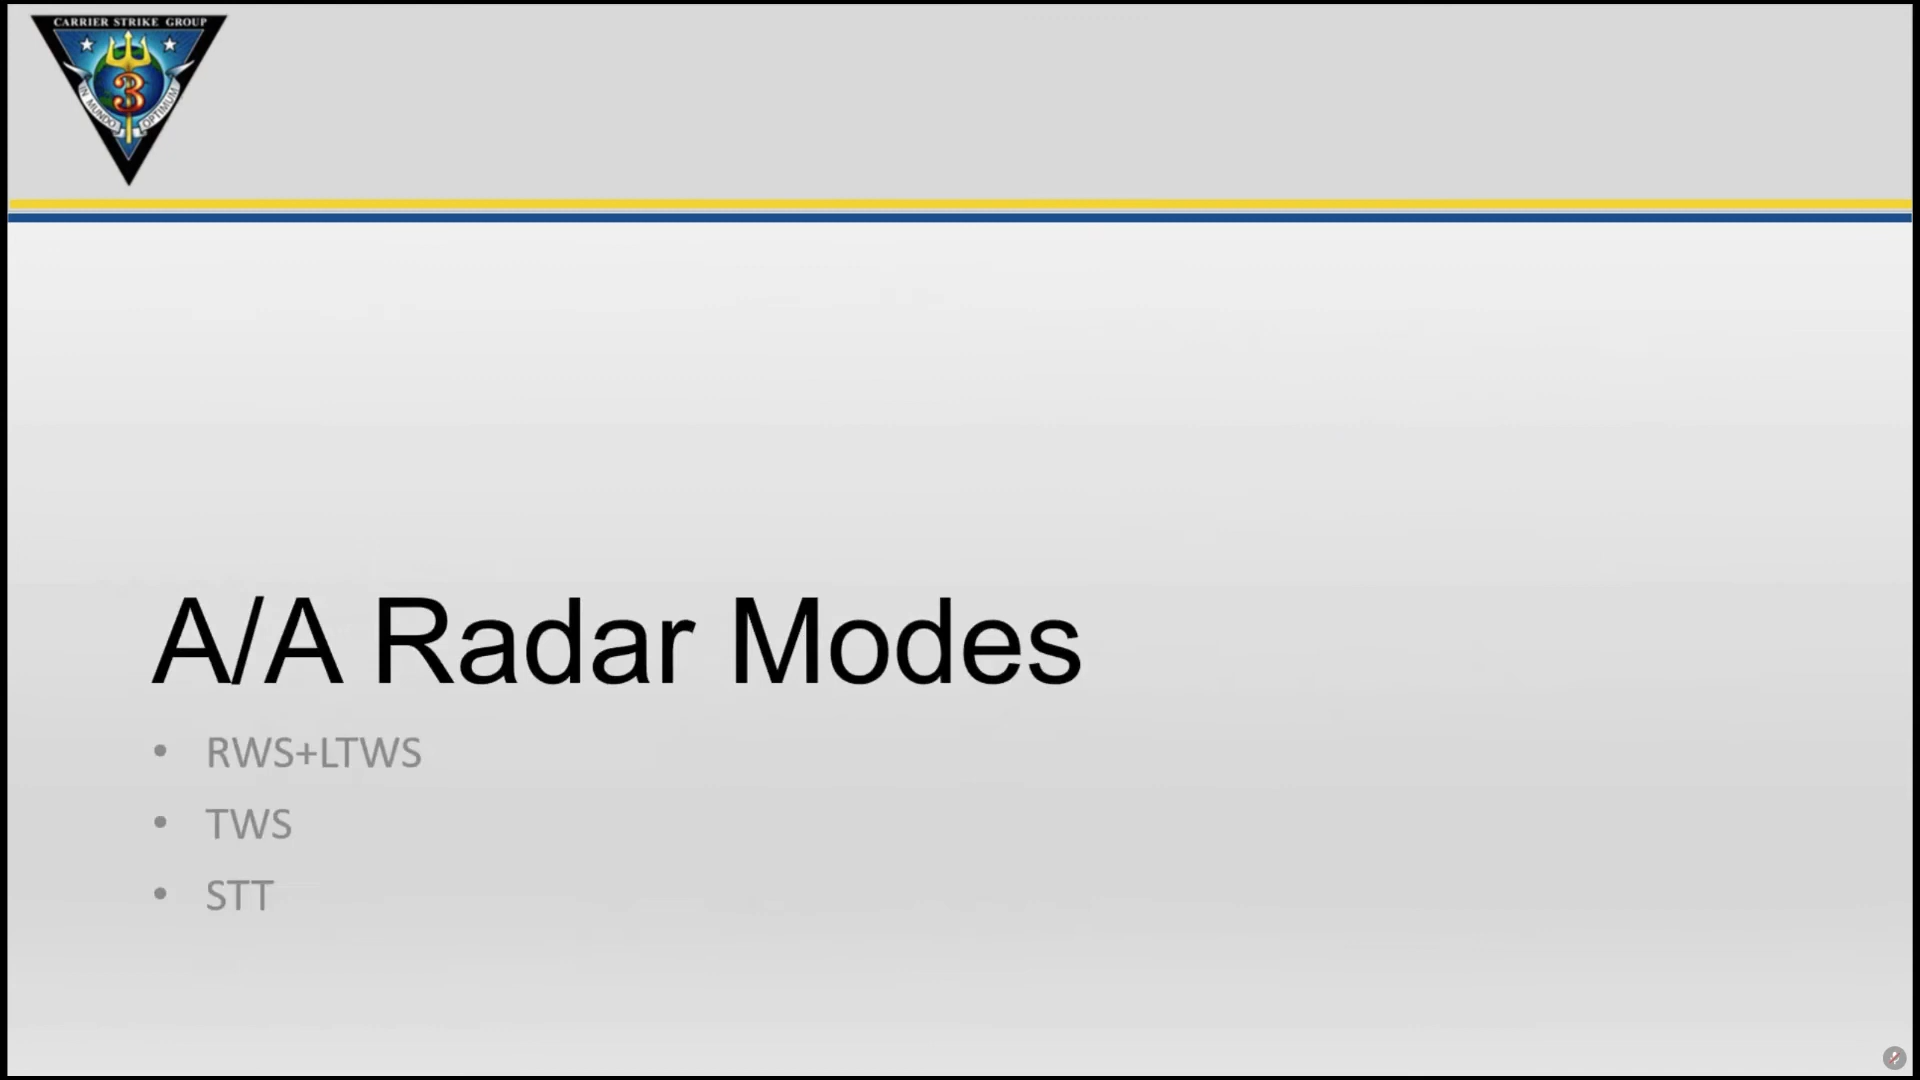 CARRIER STRIKE GROUP
3
IN MUNDO OPTIMUM
A/A Radar Modes
• RWS+LTWS
• TWS
• STT